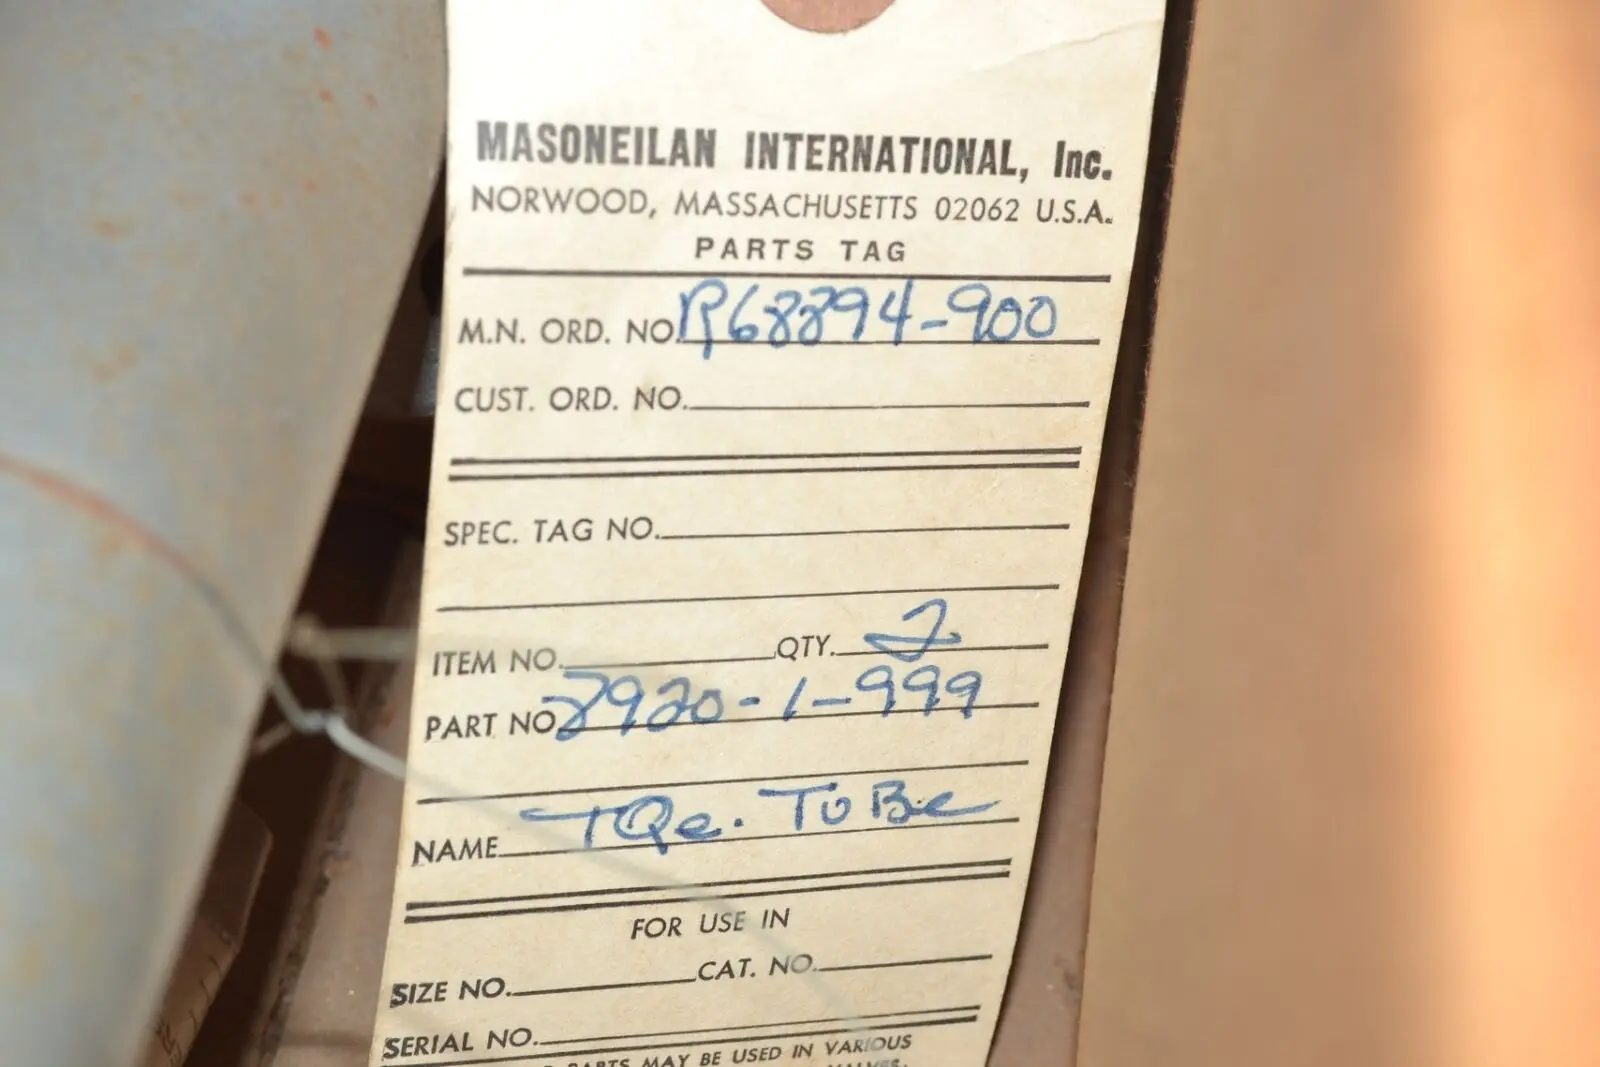 MASONEILAN INTERNATIONAL, Inc.
NORWOOD, MASSACHUSETTS 02062 U.S.A.
PARTS TAG
M.N. ORD. NO. R68894-900
CUST. ORD. NO.
SPEC. TAG NO.
ITEM NO. QTY. 2
PART NO. 8920-1-999
NAME TQe. TuBe
FOR USE IN
SIZE NO. CAT. NO.
SERIAL NO.
PARTS MAY BE USED IN VARIOUS
VALVES.